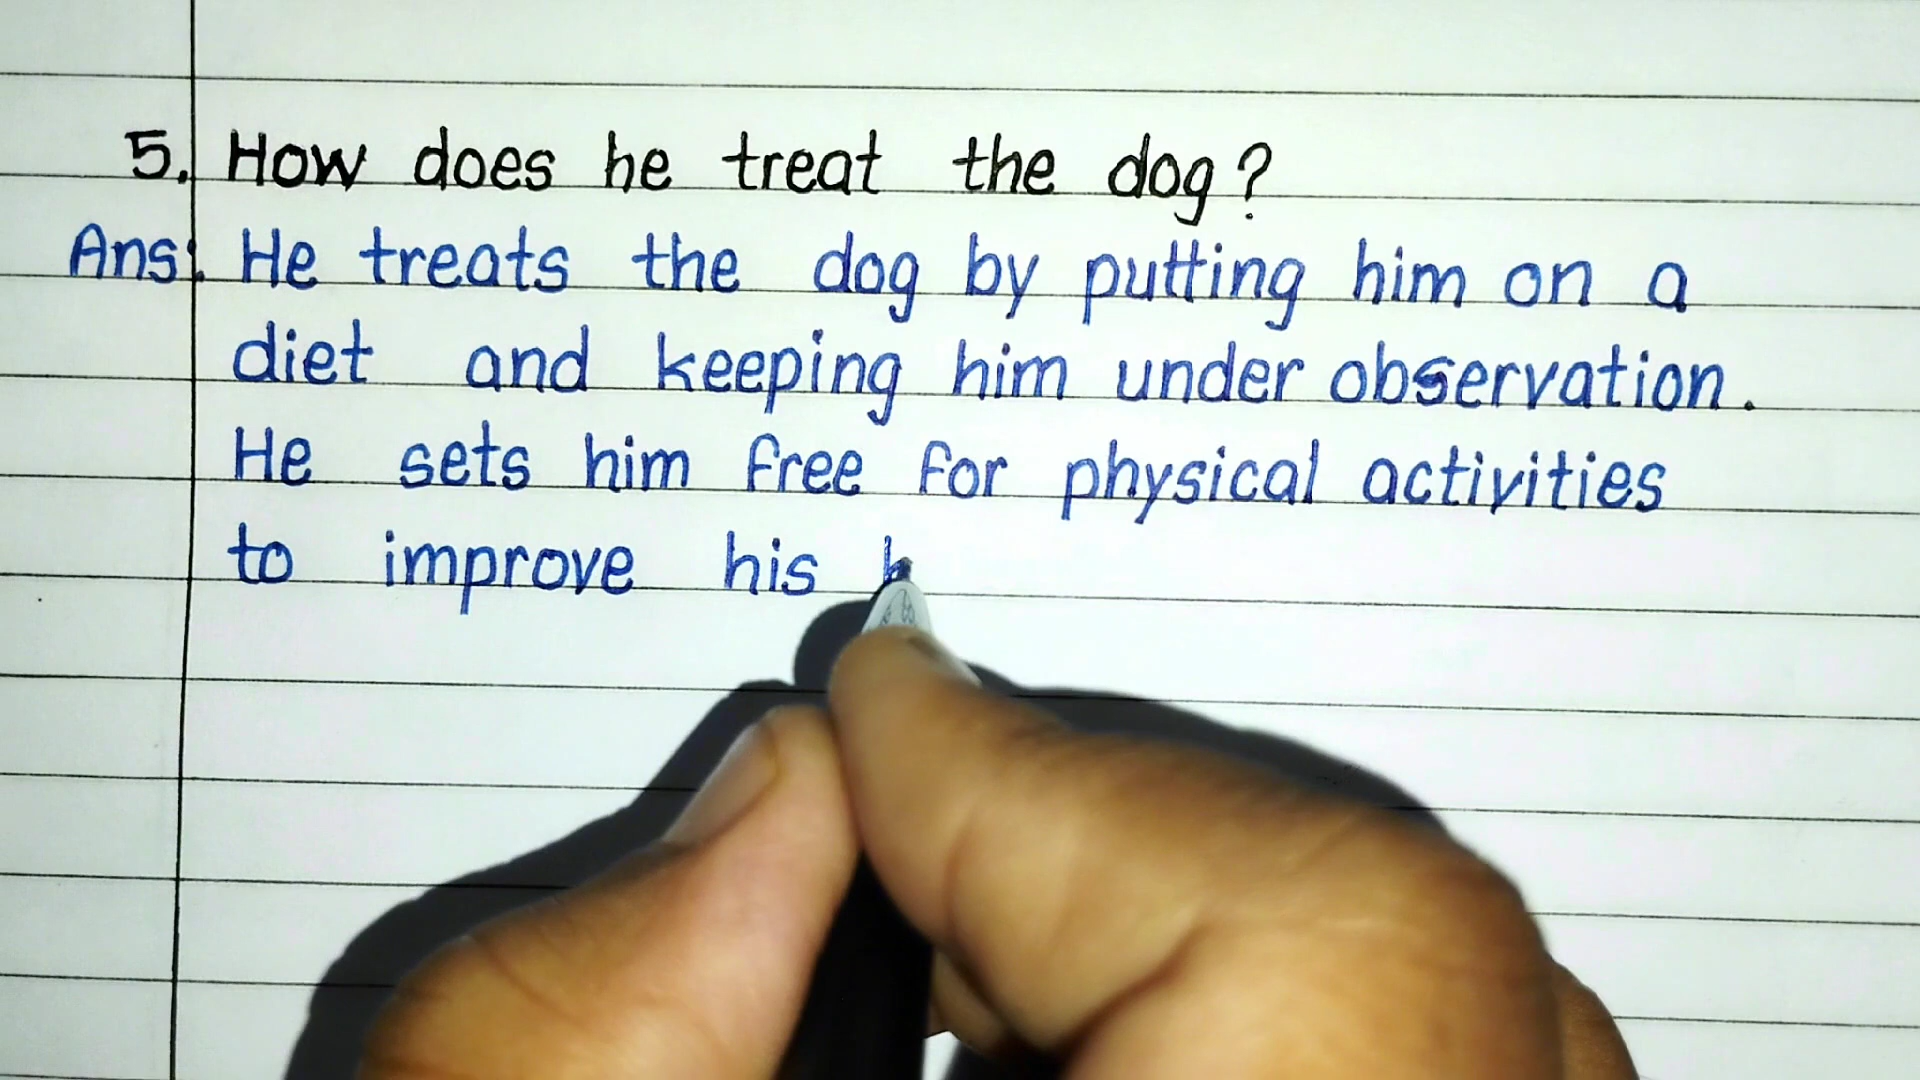 5. How does he treat the dog?
Ans: He treats the dog by putting him on a
diet and keeping him under observation.
He sets him free for physical activities
to improve his h